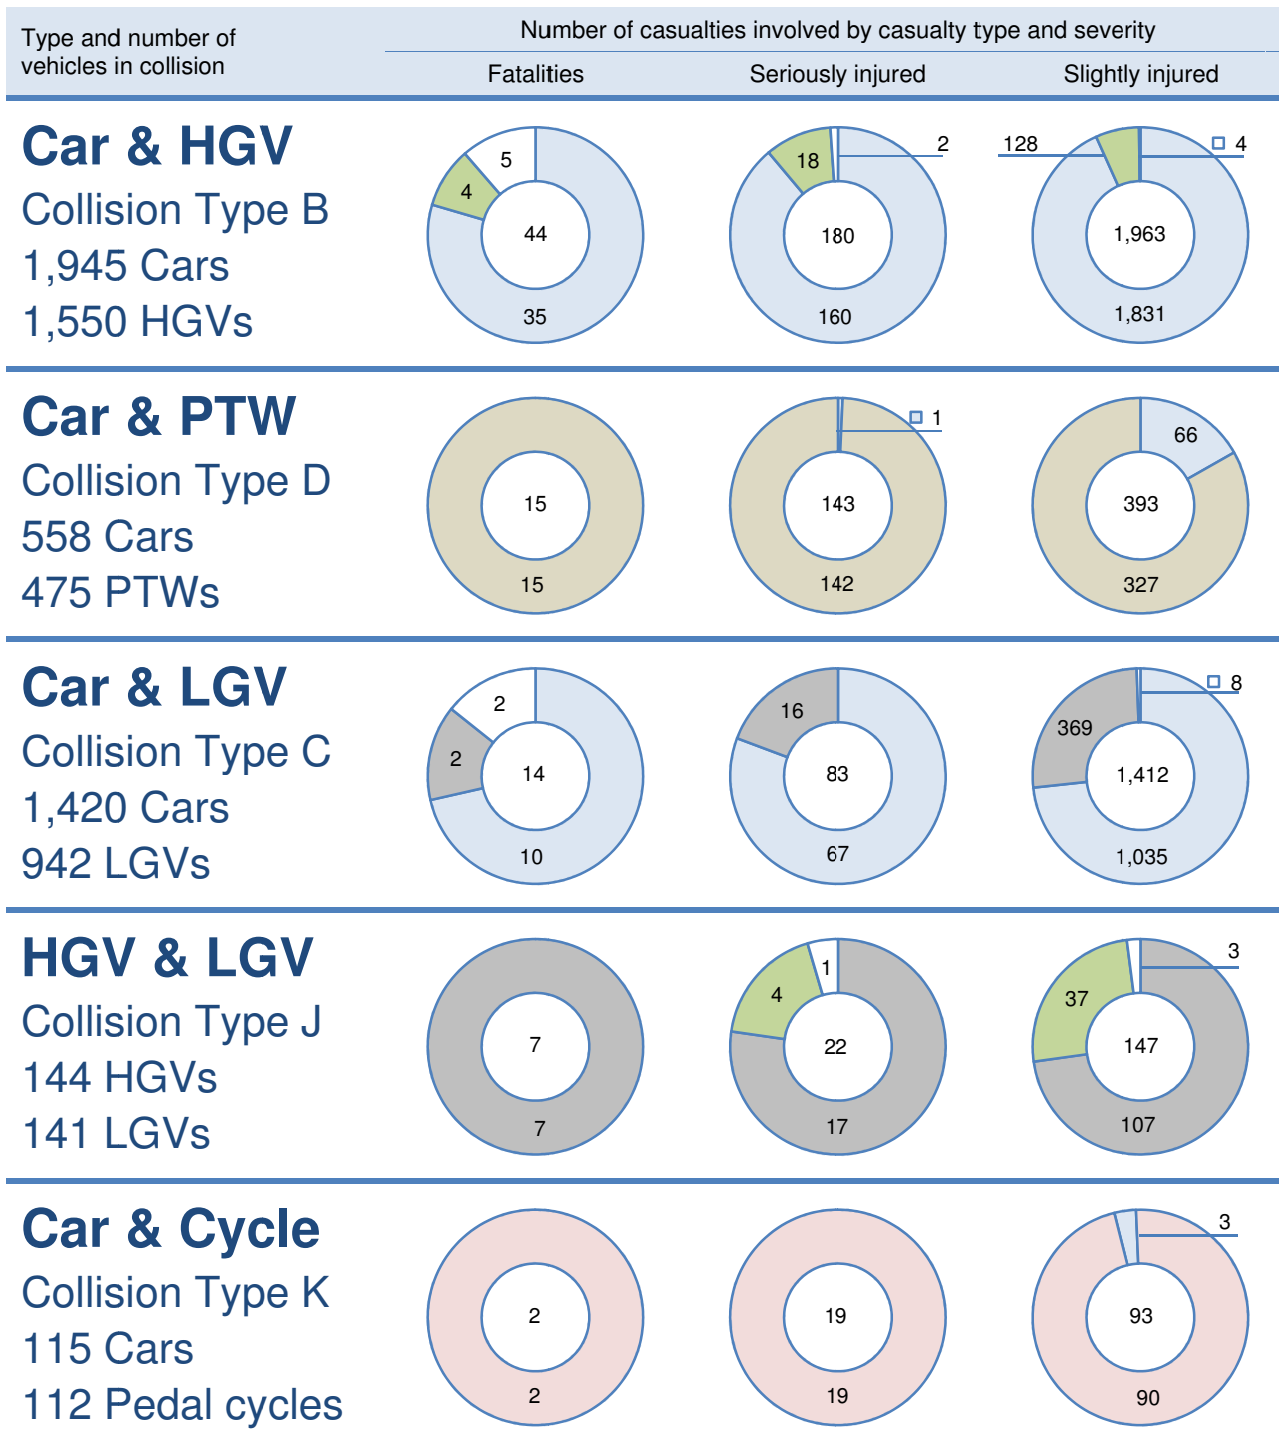 Type and number of
vehicles in collision
Number of casualties involved by casualty type and severity
Fatalities
Seriously injured
Slightly injured
Car & HGV
Collision Type B
1,945 Cars
1,550 HGVs
5
4
44
35
2
18
180
160
128
4
1,963
1,831
Car & PTW
Collision Type D
558 Cars
475 PTWs
15
15
1
143
142
66
393
327
Car & LGV
Collision Type C
1,420 Cars
942 LGVs
2
2
14
10
16
83
67
8
369
1,412
1,035
HGV & LGV
Collision Type J
144 HGVs
141 LGVs
7
7
1
4
22
17
3
37
147
107
Car & Cycle
Collision Type K
115 Cars
112 Pedal cycles
2
2
19
19
3
93
90